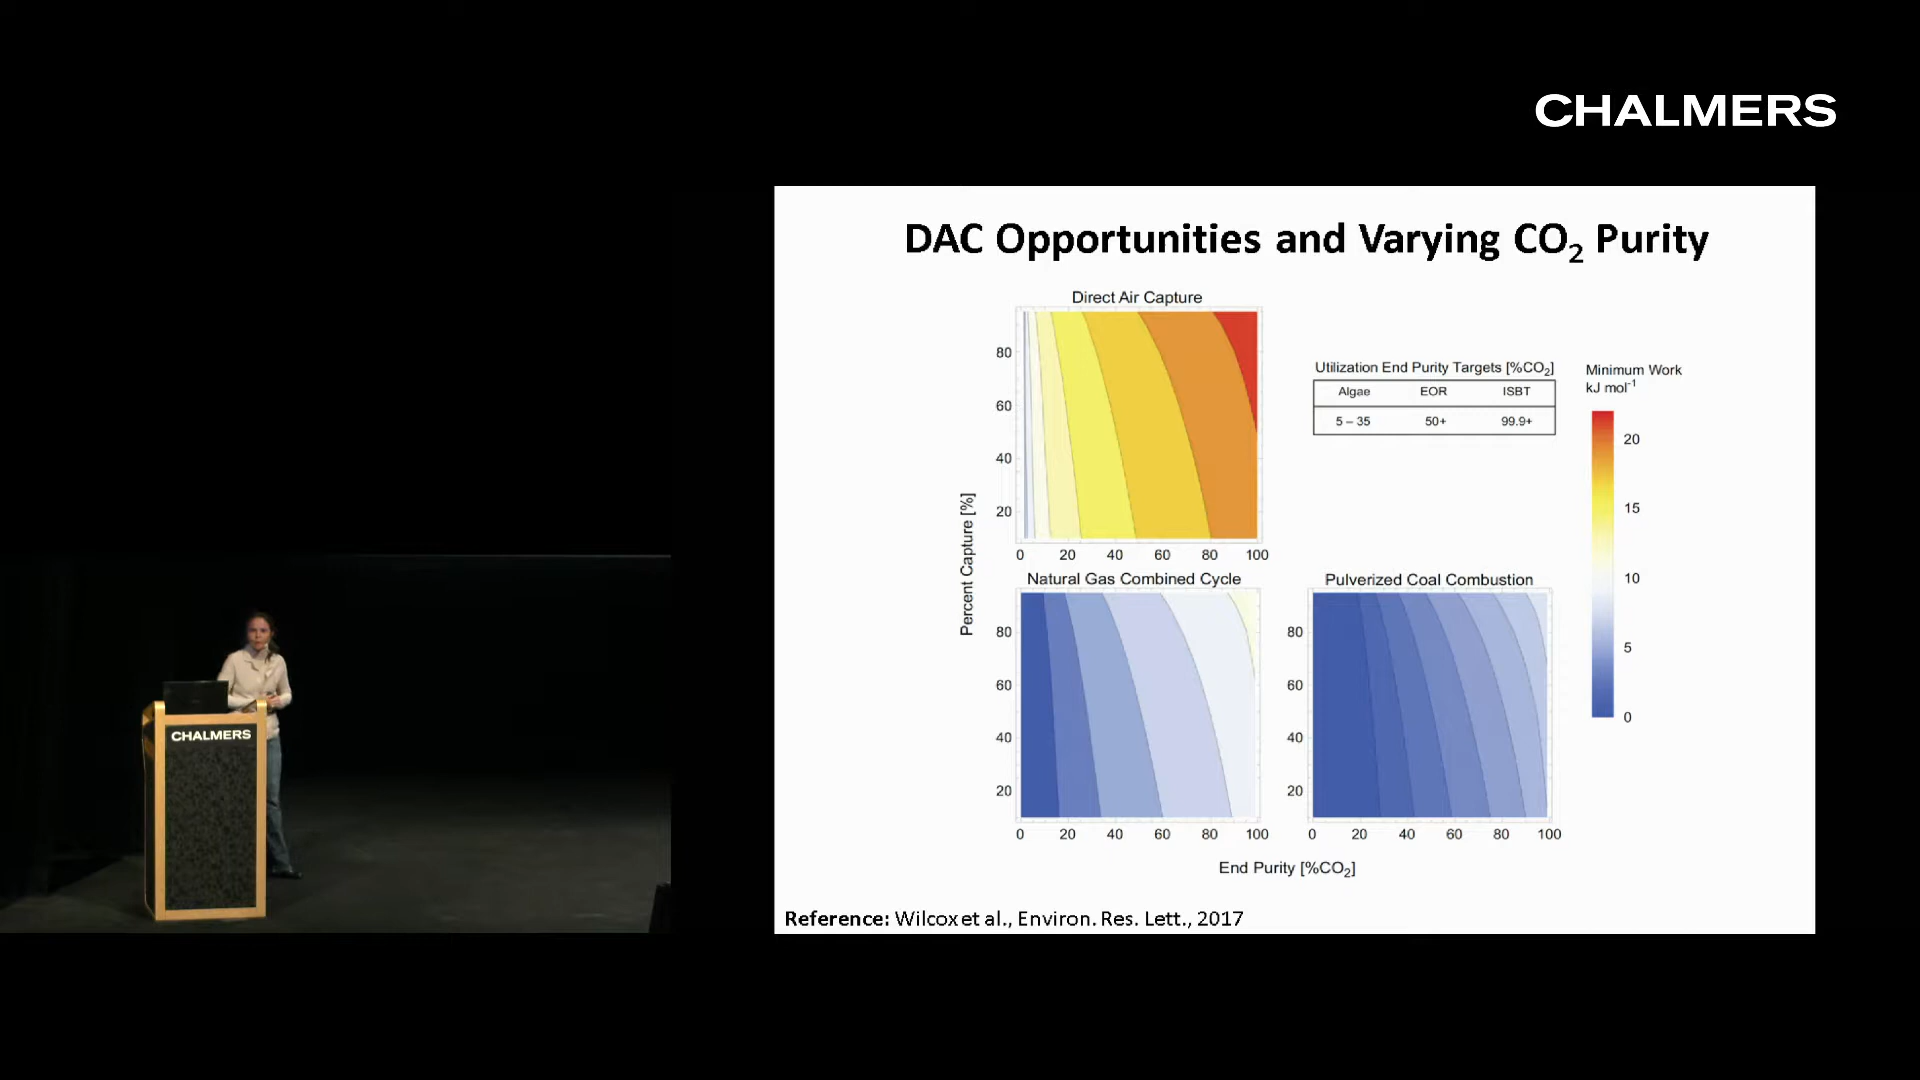 CHALMERS
DAC Opportunities and Varying CO2 Purity
Direct Air Capture
80
60
40
20
0 20 40 60 80 100
Utilization End Purity Targets [%CO2]
Algae EOR ISBT
5 – 35 50+ 99.9+
Minimum Work
kJ mol-1
20
15
10
5
0
Percent Capture [%]
Natural Gas Combined Cycle
80
60
40
20
0 20 40 60 80 100
Pulverized Coal Combustion
80
60
40
20
0 20 40 60 80 100
End Purity [%CO2]
Reference: Wilcox et al., Environ. Res. Lett., 2017
CHALMERS